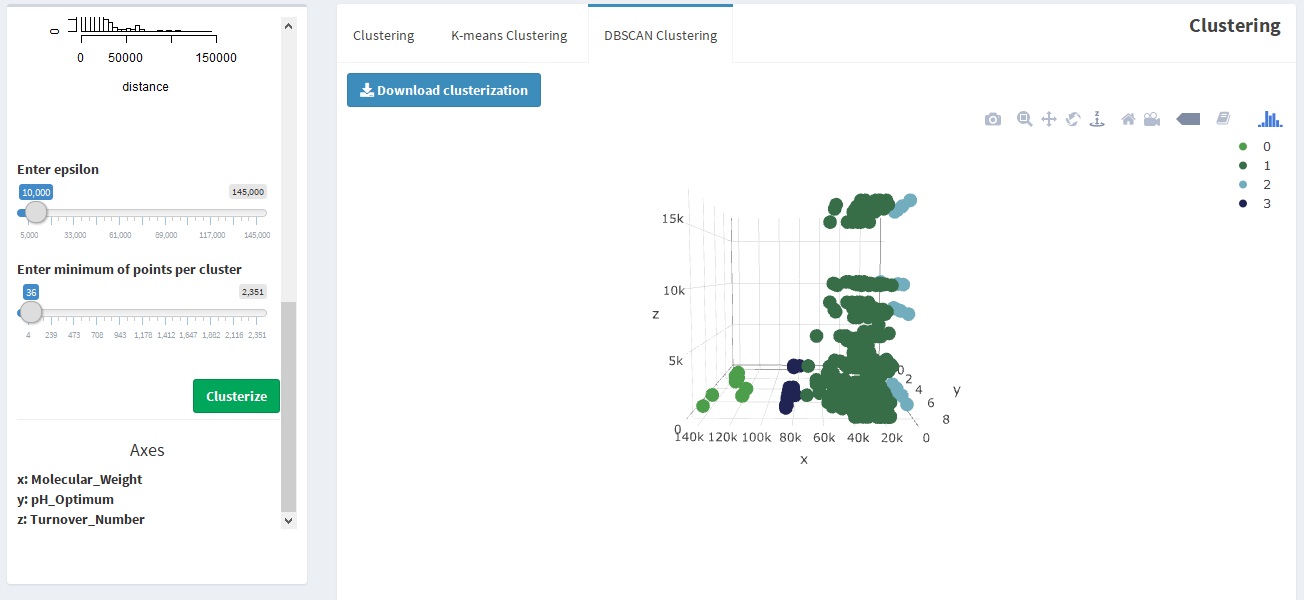 0
0 50000 150000
distance
Enter epsilon
10,000 145,000
5,000 33,000 61,000 89,000 117,000 145,000
Enter minimum of points per cluster
36 2,351
4 239 473 708 943 1,178 1,412 1,647 1,882 2,116 2,351
Clusterize
Axes
x: Molecular_Weight
y: pH_Optimum
z: Turnover_Number
Clustering K-means Clustering DBSCAN Clustering
Clustering
Download clusterization
0
1
2
3
15k
10k
z
5k
0
0
2
4
6
8
y
140k 120k 100k 80k 60k 40k 20k 0
x